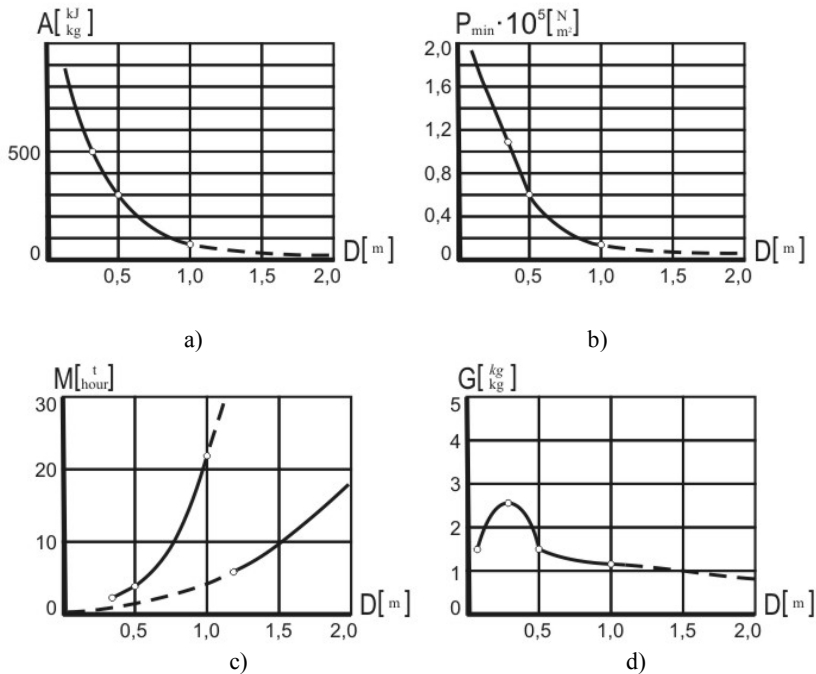 A[kJ/kg]
500
0
0,5 1,0 1,5 2,0
D[m]
a)
Pmin·10⁵[N/m²]
2,0
1,6
1,2
0,8
0,4
0
0,5 1,0 1,5 2,0
D[m]
b)
M[t/hour]
30
20
10
0
0,5 1,0 1,5 2,0
D[m]
c)
G[kg/kg]
5
4
3
2
1
0
0,5 1,0 1,5 2,0
D[m]
d)